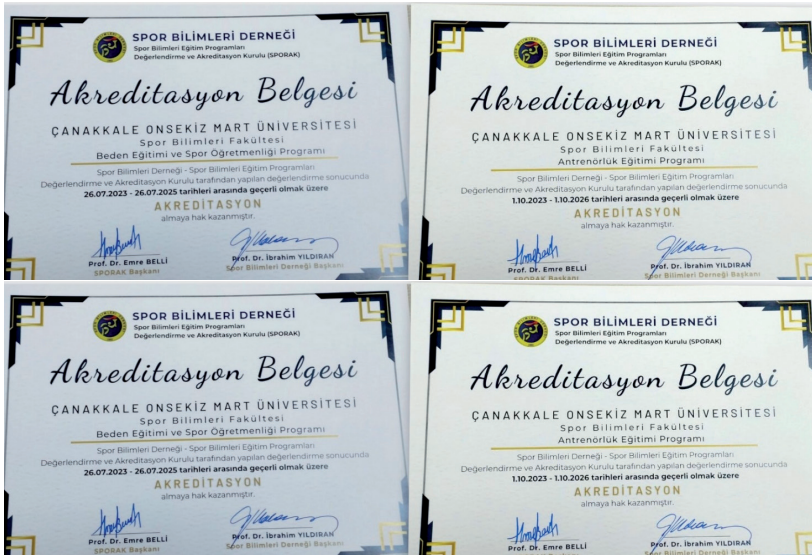 SPOR BİLİMLERİ DERNEĞİ
Spor Bilimleri Eğitim Programları
Değerlendirme ve Akreditasyon Kurulu (SPORAK)
Akreditasyon Belgesi
ÇANAKKALE ONSEKİZ MART ÜNİVERSİTESİ
Spor Bilimleri Fakültesi
Beden Eğitimi ve Spor Öğretmenliği Programı
Spor Bilimleri Derneği - Spor Bilimleri Eğitim Programları
Değerlendirme ve Akreditasyon Kurulu tarafından yapılan değerlendirme sonucunda
26.07.2023 - 26.07.2025 tarihleri arasında geçerli olmak üzere
AKREDİTASYON
almaya hak kazanmıştır.
Prof. Dr. Emre BELLİ
SPORAK Başkanı
Prof. Dr. İbrahim YILDIRAN
Spor Bilimleri Derneği Başkanı
SPOR BİLİMLERİ DERNEĞİ
Spor Bilimleri Eğitim Programları
Değerlendirme ve Akreditasyon Kurulu (SPORAK)
Akreditasyon Belgesi
ÇANAKKALE ONSEKİZ MART ÜNİVERSİTESİ
Spor Bilimleri Fakültesi
Antrenörlük Eğitimi Programı
Spor Bilimleri Derneği - Spor Bilimleri Eğitim Programları
Değerlendirme ve Akreditasyon Kurulu tarafından yapılan değerlendirme sonucunda
1.10.2023 - 1.10.2026 tarihleri arasında geçerli olmak üzere
AKREDİTASYON
almaya hak kazanmıştır.
Prof. Dr. Emre BELLİ
SPORAK Başkanı
Prof. Dr. İbrahim YILDIRAN
Spor Bilimleri Derneği Başkanı
SPOR BİLİMLERİ DERNEĞİ
Spor Bilimleri Eğitim Programları
Değerlendirme ve Akreditasyon Kurulu (SPORAK)
Akreditasyon Belgesi
ÇANAKKALE ONSEKİZ MART ÜNİVERSİTESİ
Spor Bilimleri Fakültesi
Beden Eğitimi ve Spor Öğretmenliği Programı
Spor Bilimleri Derneği - Spor Bilimleri Eğitim Programları
Değerlendirme ve Akreditasyon Kurulu tarafından yapılan değerlendirme sonucunda
26.07.2023 - 26.07.2025 tarihleri arasında geçerli olmak üzere
AKREDİTASYON
almaya hak kazanmıştır.
Prof. Dr. Emre BELLİ
SPORAK Başkanı
Prof. Dr. İbrahim YILDIRAN
Spor Bilimleri Derneği Başkanı
SPOR BİLİMLERİ DERNEĞİ
Spor Bilimleri Eğitim Programları
Değerlendirme ve Akreditasyon Kurulu (SPORAK)
Akreditasyon Belgesi
ÇANAKKALE ONSEKİZ MART ÜNİVERSİTESİ
Spor Bilimleri Fakültesi
Antrenörlük Eğitimi Programı
Spor Bilimleri Derneği - Spor Bilimleri Eğitim Programları
Değerlendirme ve Akreditasyon Kurulu tarafından yapılan değerlendirme sonucunda
1.10.2023 - 1.10.2026 tarihleri arasında geçerli olmak üzere
AKREDİTASYON
almaya hak kazanmıştır.
Prof. Dr. Emre BELLİ
SPORAK Başkanı
Prof. Dr. İbrahim YILDIRAN
Spor Bilimleri Derneği Başkanı